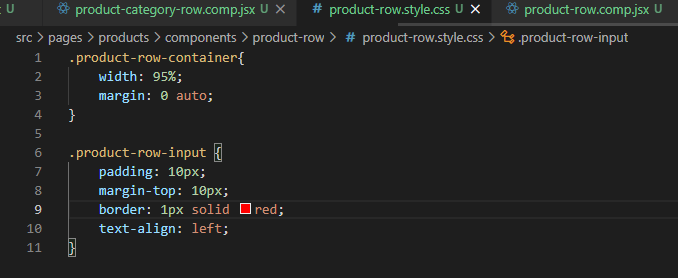 U product-category-row.comp.jsx U × # product-row.style.css U × product-row.comp.jsx U
src > pages > products > components > product-row > # product-row.style.css > .product-row-input
1 .product-row-container{
2 width: 95%;
3 margin: 0 auto;
4 }
5
6 .product-row-input {
7 padding: 10px;
8 margin-top: 10px;
9 border: 1px solid red;
10 text-align: left;
11 }